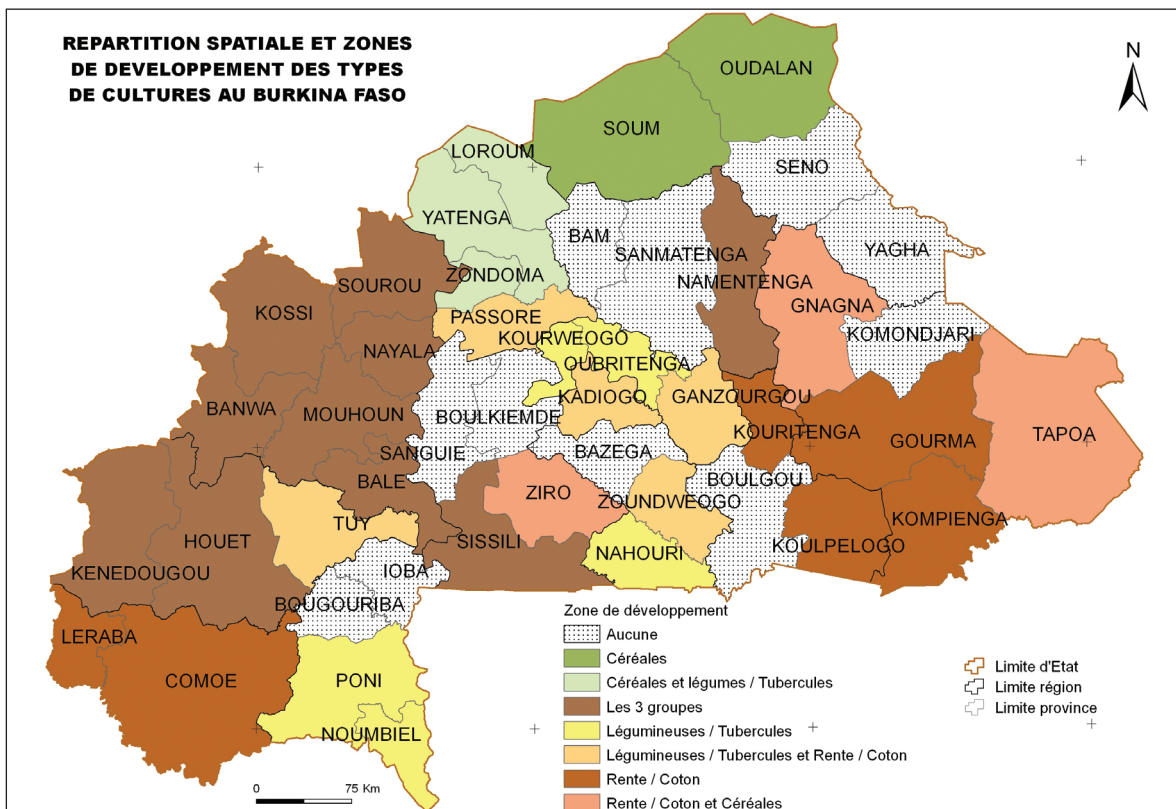 REPARTITION SPATIALE ET ZONES
DE DEVELOPPEMENT DES TYPES
DE CULTURES AU BURKINA FASO
N
OUDALAN
SOUM
LOROUM
SENO
YATENGA
BAM
SANMATENGA
YAGHA
ZONDOMA
SOUROU
NAMENTENGA
KOSSI
GNAGNA
PASSORE
KOMONDJARI
KOURWEOGO
NAYALA
OUBRITENGA
KADIOGO
GANZOURGOU
BANWA
MOUHOUN
BOULKIEMDE
KOURITENGA
TAPOA
GOURMA
SANGUIE
BAZEGA
BALE
BOULGOU
ZIRO
ZOUNDWEOGO
KOMPIENGA
TUY
HOUET
SISSILI
KOULPELOGO
NAHOURI
IOBA
KENEDOUGOU
BOUGOURIBA
LERABA
COMOE
PONI
NOUMBIEL
Zone de développement
Aucune
Céréales
Céréales et légumes / Tubercules
Les 3 groupes
Légumineuses / Tubercules
Légumineuses / Tubercules et Rente / Coton
Rente / Coton
Rente / Coton et Céréales
Limite d'Etat
Limite région
Limite province
0 75 Km